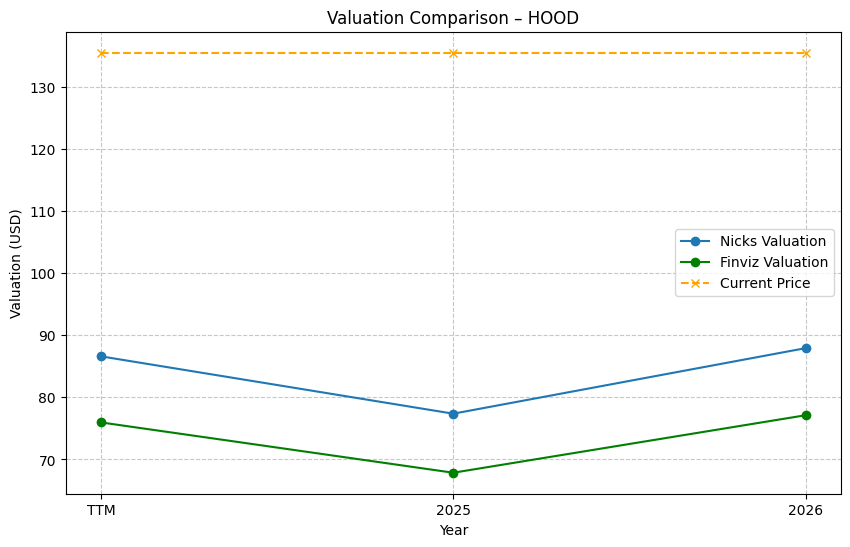 Valuation Comparison – HOOD
Valuation (USD)
130
120
110
100
90
80
70
Nicks Valuation
Finviz Valuation
Current Price
TTM
2025
2026
Year